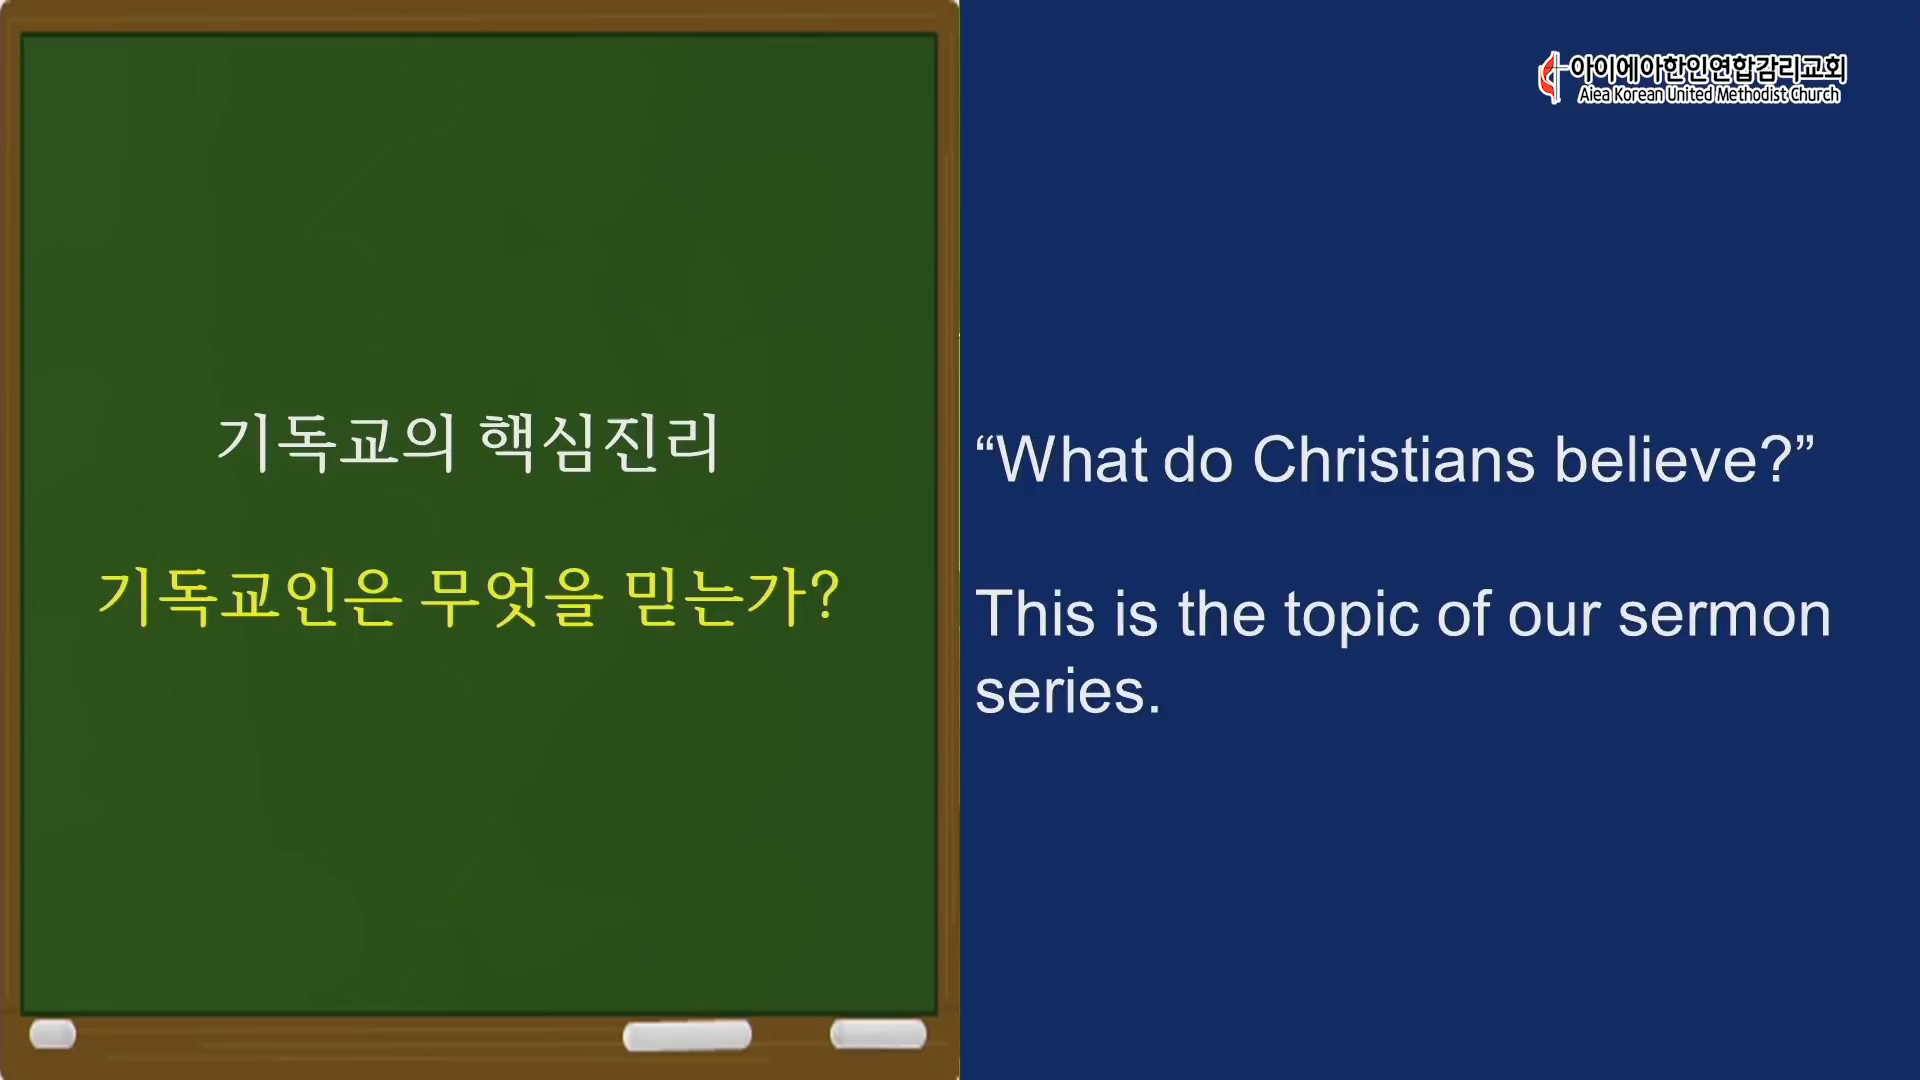 기독교의 핵심진리
기독교인은 무엇을 믿는가?
아이에아한인연합감리교회
Aiea Korean United Methodist Church
“What do Christians believe?”
This is the topic of our sermon
series.